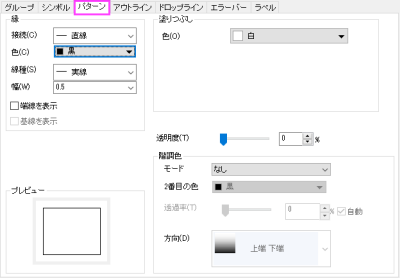 グループ シンボル パターン アウトライン ドロップライン エラーバー ラベル
線
接続(C) 直線
色(C) 黒
線種(S) 実線
幅(W) 0.5
端線を表示
基線を表示
プレビュー
塗りつぶし
色(O) 白
透明度(T) 0 %
階調色
モード なし
2番目の色 黒
透過率(T) 0 % 自動
方向(D) 上端 下端